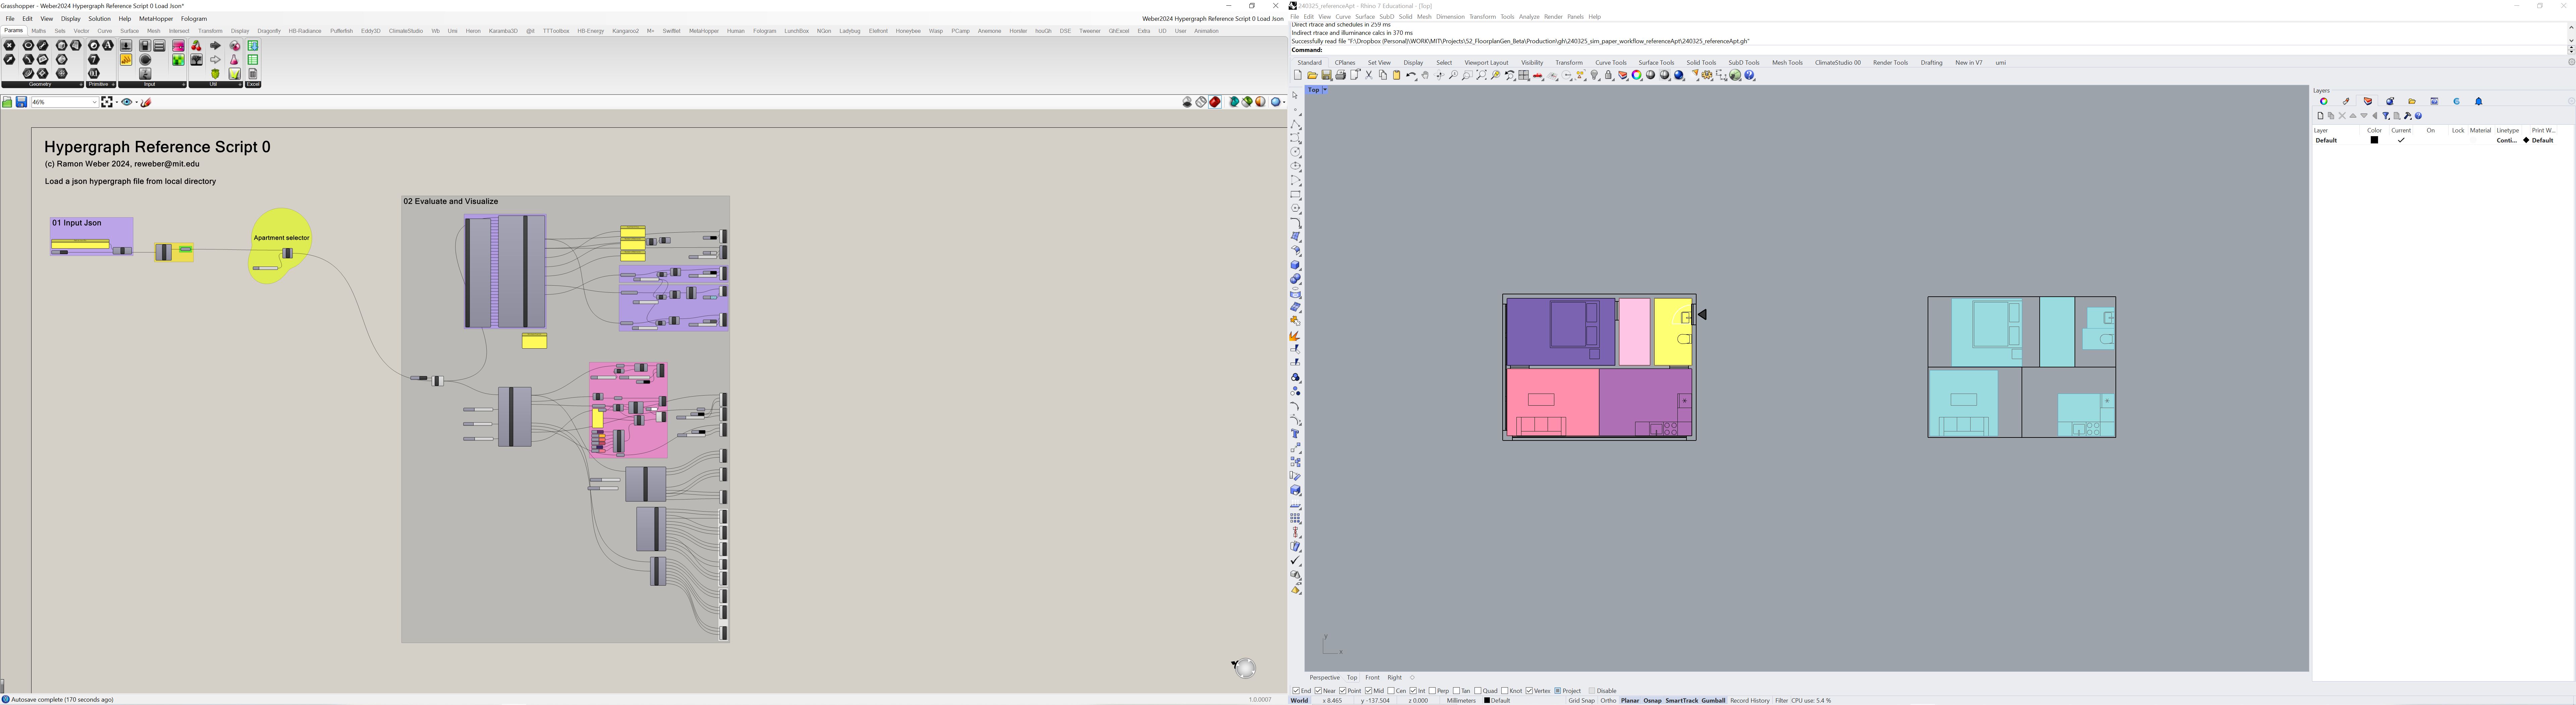 Grasshopper - Weber2024 Hypergraph Reference Script 0 Load Json*
File Edit View Display Solution Help MetaHopper Fologram
Weber2024 Hypergraph Reference Script 0 Load Json
Params Maths Sets Vector Curve Surface Mesh Intersect Transform Display Dragonfly HB-Radiance Pufferfish Eddy3D ClimateStudio Wb Umi Heron Karamba3D @it TTToolbox HB-Energy Kangaroo2 M+ Swiftlet MetaHopper Human Fologram LunchBox NGon Ladybug Elefront Honeybee Wasp PCamp Anemone Honster houGh DSE Tweener GhExcel Extra UD User Animation
Geometry Primitive Input Util Excel
46%
Hypergraph Reference Script 0
(c) Ramon Weber 2024, reweber@mit.edu
Load a json hypergraph file from local directory
01 Input Json
Apartment selector
02 Evaluate and Visualize
Autosave complete (170 seconds ago)
1.0.0007
240325_referenceApt - Rhino 7 Educational - [Top]
File Edit View Curve Surface SubD Solid Mesh Dimension Transform Tools Analyze Render Panels Help
Direct rtrace and schedules in 259 ms
Indirect rtrace and illuminance calcs in 370 ms
Successfully read file "F:\Dropbox (Personal)\WORK\MIT\Projects\S2_FloorplanGen_Beta\Production\gh\240325_sim_paper_workflow_referenceApt\240325_referenceApt.gh"
Command:
Standard CPlanes Set View Display Select Viewport Layout Visibility Transform Curve Tools Surface Tools Solid Tools SubD Tools Mesh Tools ClimateStudio 00 Render Tools Drafting New in V7 umi
Top
Layers
Layer Color Current On Lock Material Linetype Print W...
Default Conti... Default
y
x
Perspective Top Front Right
End Near Point Mid Cen Int Perp Tan Quad Knot Vertex Project Disable
World x 8.465 y -137.504 z 0.000 Millimeters Default Grid Snap Ortho Planar Osnap SmartTrack Gumball Record History Filter CPU use: 5.4 %